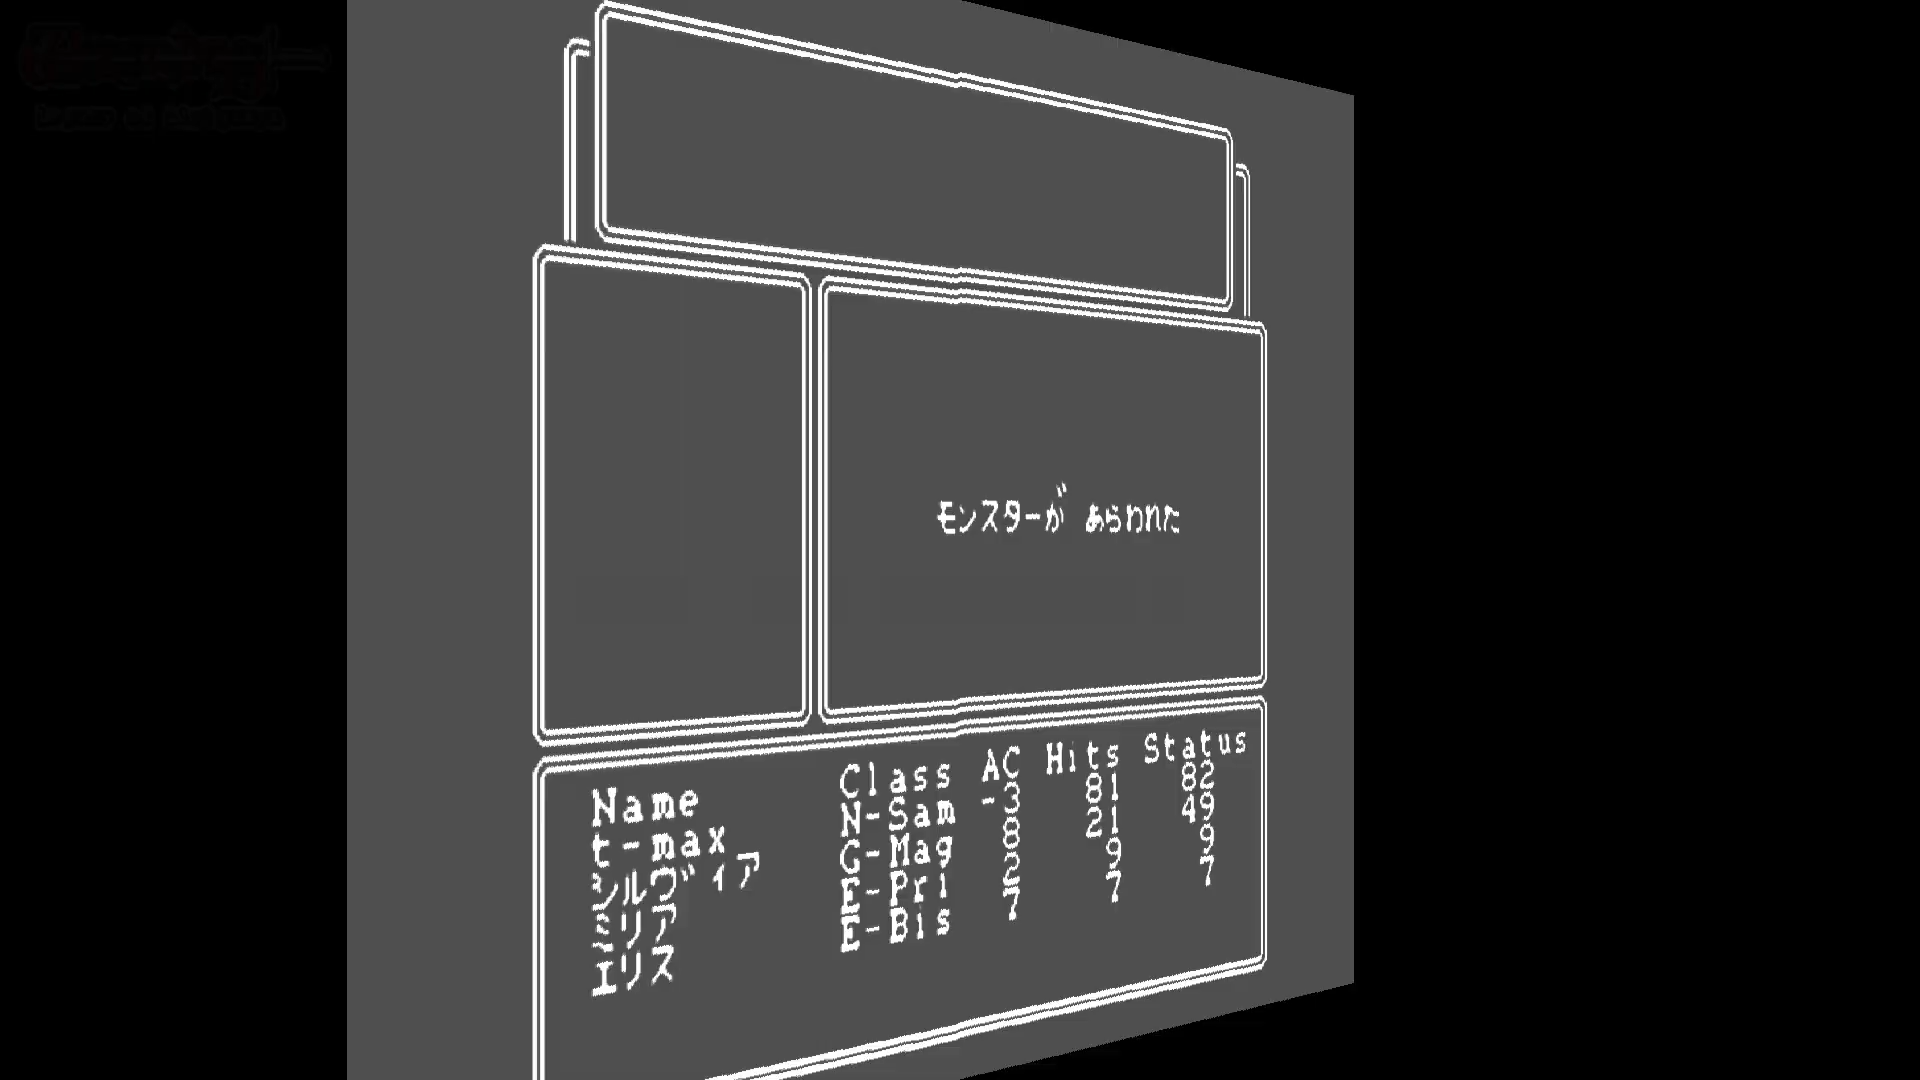 モンスターが あらわれた
Name Class AC Hits Status
t-max N-Sam -3 81 82
シルヴィア G-Mag 8 21 49
ミリア E-Pri 2 9 9
エリス E-Bis 7 7 7